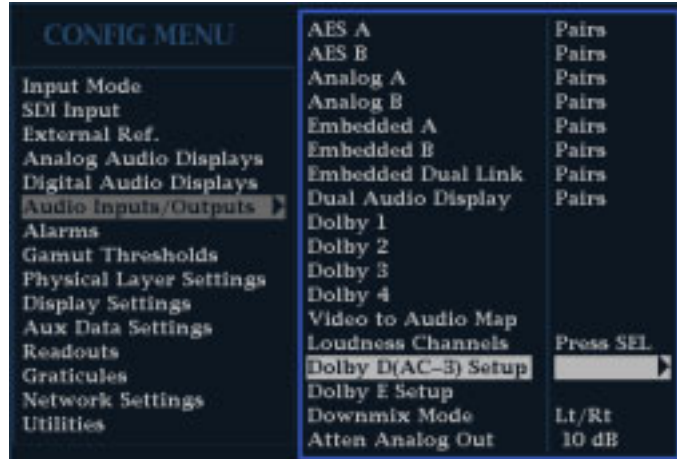 CONFIG MENU
Input Mode
SDI Input
External Ref.
Analog Audio Displays
Digital Audio Displays
Audio Inputs/Outputs
Alarms
Gamut Thresholds
Physical Layer Settings
Display Settings
Aux Data Settings
Readouts
Graticules
Network Settings
Utilities
AES A Pairs
AES B Pairs
Analog A Pairs
Analog B Pairs
Embedded A Pairs
Embedded B Pairs
Embedded Dual Link Pairs
Dual Audio Display Pairs
Dolby 1
Dolby 2
Dolby 3
Dolby 4
Video to Audio Map
Loudness Channels Press SEL
Dolby D(AC-3) Setup
Dolby E Setup
Downmix Mode Lt/Rt
Atten Analog Out 10 dB